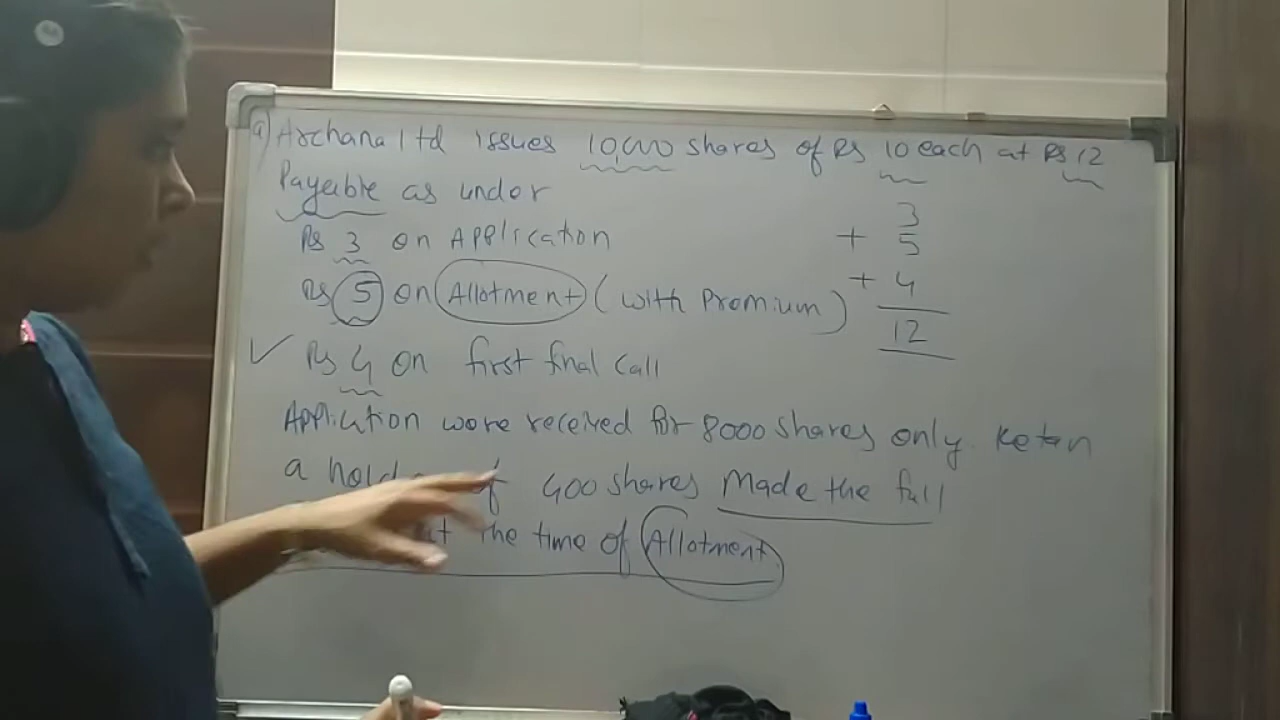 Q) Archana ltd issues 10,000 shares of Rs 10 each at Rs 12
Payable as under
Rs 3 on Application
Rs 5 on Allotment (with Premium)
Rs 4 on first final call
3
+ 5
+ 4
12
Application were received for 8000 shares only. Ketan
a of 400 shares Made the full
the time of Allotment